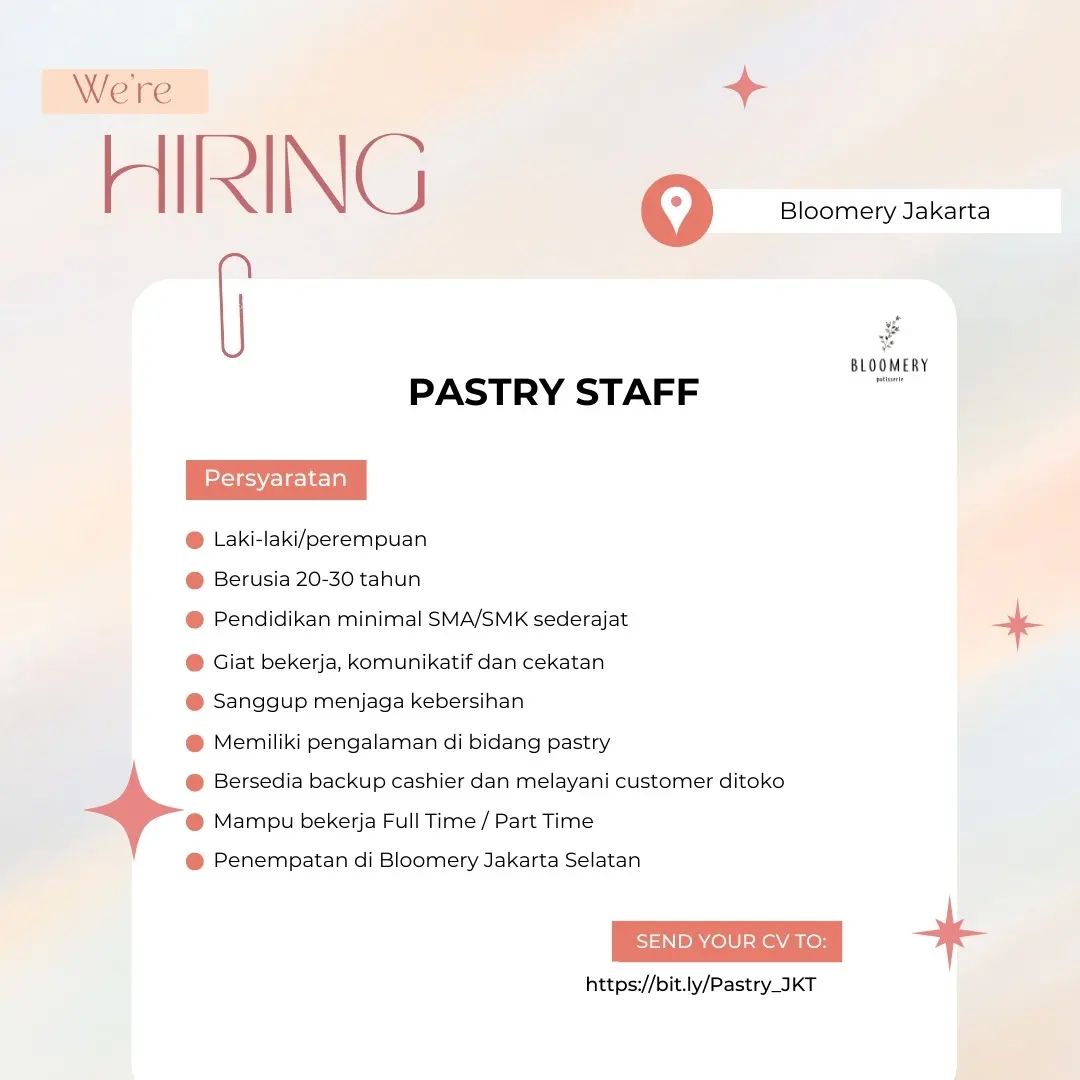 We're
HIRING
Bloomery Jakarta
BLOOMERY
patisserie
PASTRY STAFF
Persyaratan
Laki-laki/perempuan
Berusia 20-30 tahun
Pendidikan minimal SMA/SMK sederajat
Giat bekerja, komunikatif dan cekatan
Sanggup menjaga kebersihan
Memiliki pengalaman di bidang pastry
Bersedia backup cashier dan melayani customer ditoko
Mampu bekerja Full Time / Part Time
Penempatan di Bloomery Jakarta Selatan
SEND YOUR CV TO:
https://bit.ly/Pastry_JKT